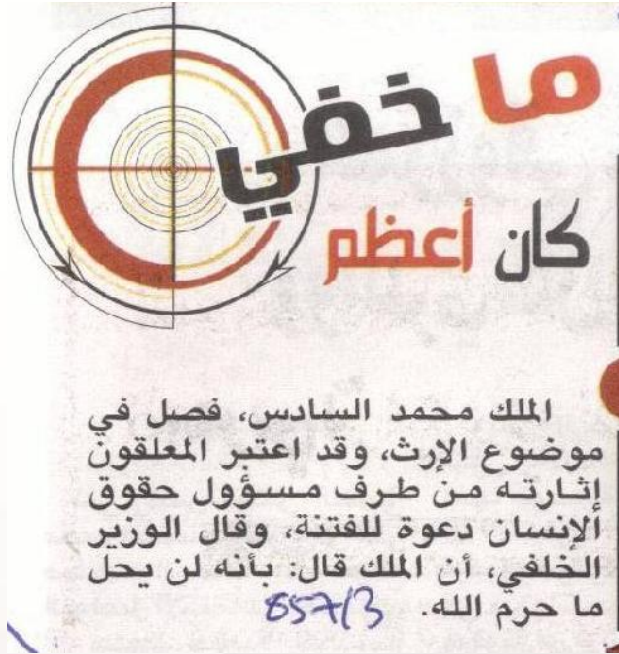 ما خفي
كان أعظم
الملك محمد السادس، فصل في
موضوع الإرث، وقد اعتبر المعلقون
إثارته من طرف مسؤول حقوق
الإنسان دعوة للفتنة، وقال الوزير
الخلفي، أن الملك قال: بأنه لن يحل
ما حرم الله. 857/3